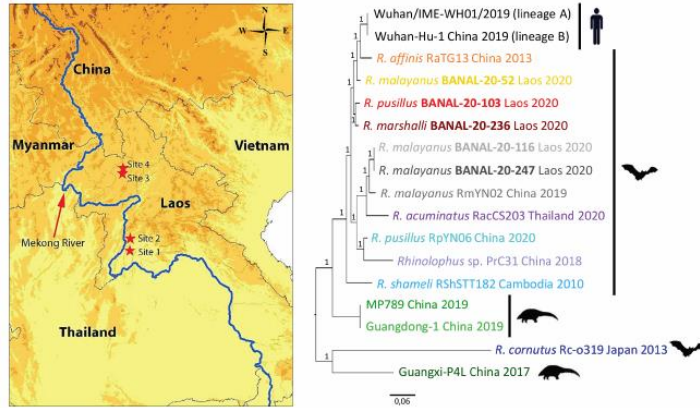 N
W
E
S
China
Myanmar
Vietnam
Site 4
Site 3
Laos
Mekong River
Site 2
Site 1
Thailand
Wuhan/IME-WH01/2019 (lineage A)
Wuhan-Hu-1 China 2019 (lineage B)
R. affinis RaTG13 China 2013
R. malayanus BANAL-20-52 Laos 2020
R. pusillus BANAL-20-103 Laos 2020
R. marshalli BANAL-20-236 Laos 2020
R. malayanus BANAL-20-116 Laos 2020
R. malayanus BANAL-20-247 Laos 2020
R. malayanus RmYN02 China 2019
R. acuminatus RacCS203 Thailand 2020
R. pusillus RpYN06 China 2020
Rhinolophus sp. PrC31 China 2018
R. shameli RShSTT182 Cambodia 2010
MP789 China 2019
Guangdong-1 China 2019
R. cornutus Rc-o319 Japan 2013
Guangxi-P4L China 2017
1
1
1
1
1
1
1
1
1
1
1
1
0,06